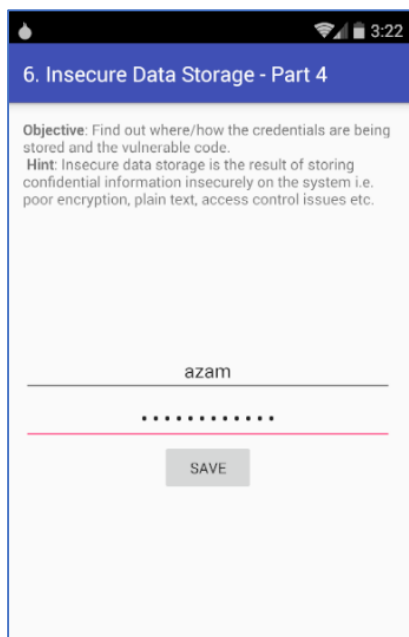 3:22
6. Insecure Data Storage - Part 4
Objective: Find out where/how the credentials are being
stored and the vulnerable code.
Hint: Insecure data storage is the result of storing
confidential information insecurely on the system i.e.
poor encryption, plain text, access control issues etc.
azam
••••••••••••
SAVE